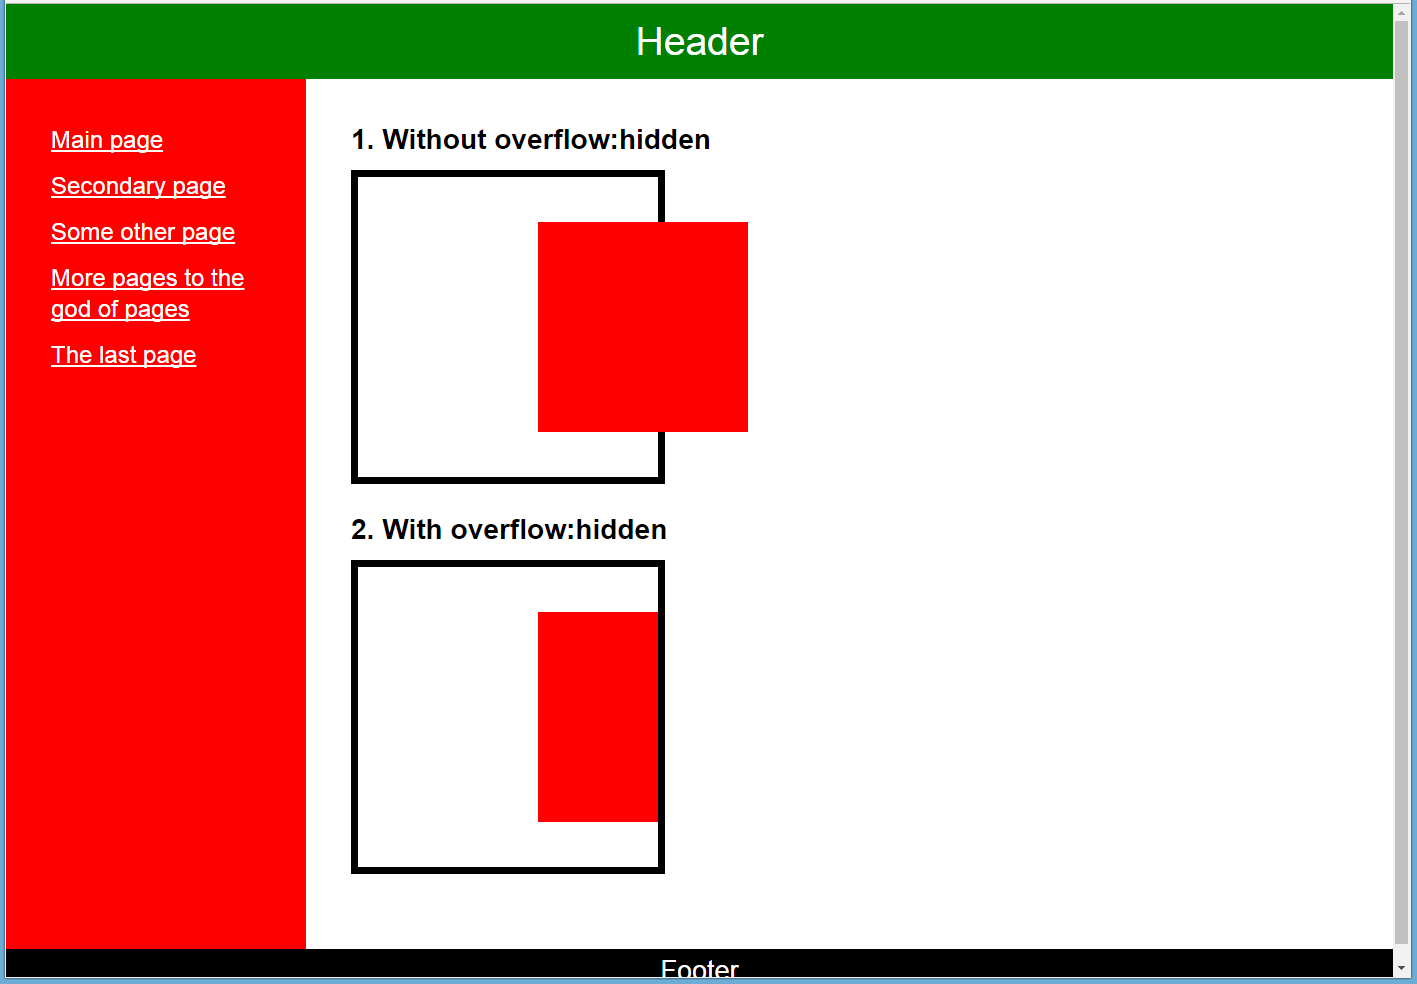 Header
Main page
Secondary page
Some other page
More pages to the
god of pages
The last page
1. Without overflow:hidden
2. With overflow:hidden
Footer